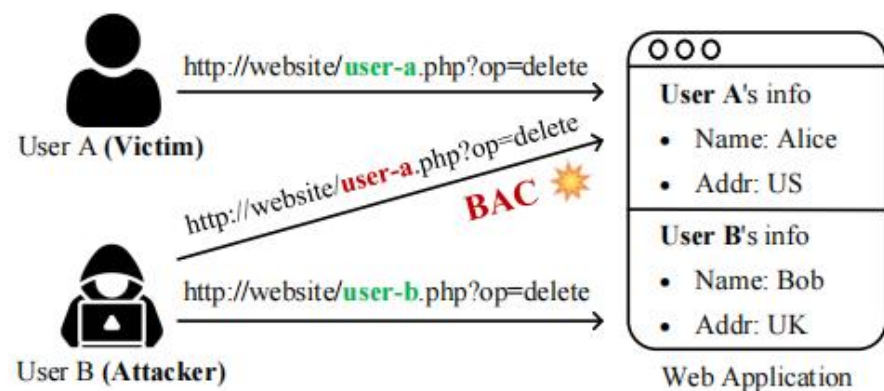 http://website/user-a.php?op=delete
User A (Victim)
http://website/user-a.php?op=delete
BAC
http://website/user-b.php?op=delete
User B (Attacker)
User A's info
• Name: Alice
• Addr: US
User B's info
• Name: Bob
• Addr: UK
Web Application